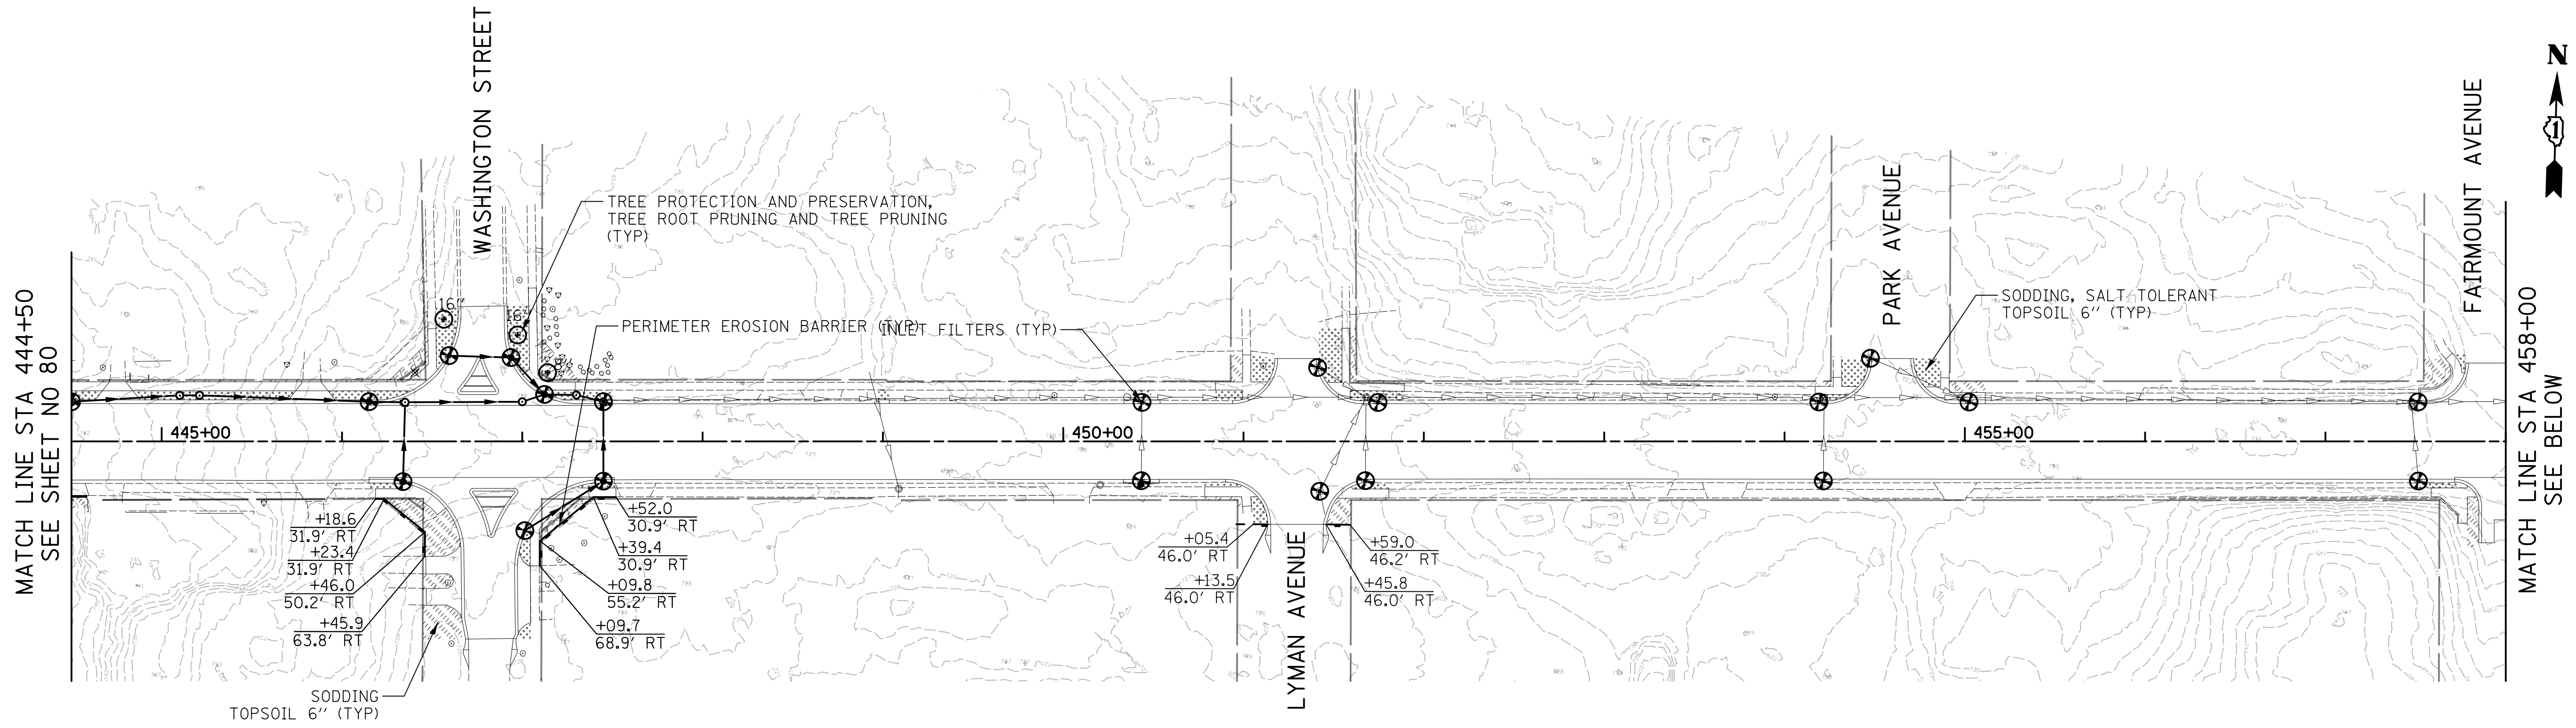 MATCH LINE STA 444+50
SEE SHEET NO 80
WASHINGTON STREET
TREE PROTECTION AND PRESERVATION,
TREE ROOT PRUNING AND TREE PRUNING
(TYP)
16"
PERIMETER EROSION BARRIER (TYP)
INLET FILTERS (TYP)
PARK AVENUE
SODDING, SALT TOLERANT
TOPSOIL 6" (TYP)
FAIRMOUNT AVENUE
N
1
MATCH LINE STA 458+00
SEE BELOW
445+00
450+00
455+00
+18.6
31.9' RT
+23.4
31.9' RT
+46.0
50.2' RT
+45.9
63.8' RT
+52.0
30.9' RT
+39.4
30.9' RT
+09.8
55.2' RT
+09.7
68.9' RT
+05.4
46.0' RT
+13.5
46.0' RT
LYMAN AVENUE
+59.0
46.2' RT
+45.8
46.0' RT
SODDING
TOPSOIL 6" (TYP)